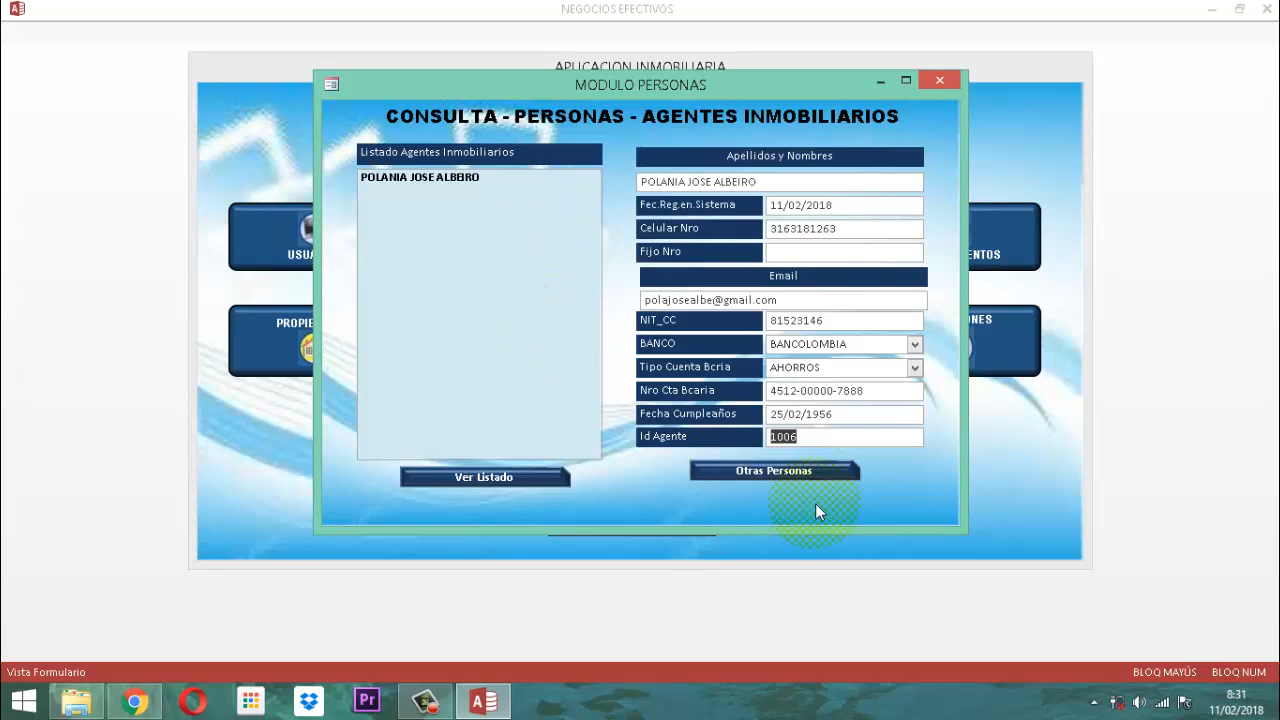 NEGOCIOS EFECTIVOS
APLICACION INMOBILIARIA
MODULO PERSONAS
CONSULTA - PERSONAS - AGENTES INMOBILIARIOS
Listado Agentes Inmobiliarios
POLANIA JOSE ALBEIRO
Ver Listado
Apellidos y Nombres
POLANIA JOSE ALBEIRO
Fec.Reg.en.Sistema 11/02/2018
Celular Nro 3163181263
Fijo Nro
Email
polajosealbe@gmail.com
NIT_CC 81523146
BANCO BANCOLOMBIA
Tipo Cuenta Bcria AHORROS
Nro Cta Bcaria 4512-00000-7888
Fecha Cumpleaños 25/02/1956
Id Agente 1006
Otras Personas
USUA
PROPIE
ENTOS
NES
Vista Formulario
BLOQ MAYÚS BLOQ NUM
Pr
8:31
11/02/2018